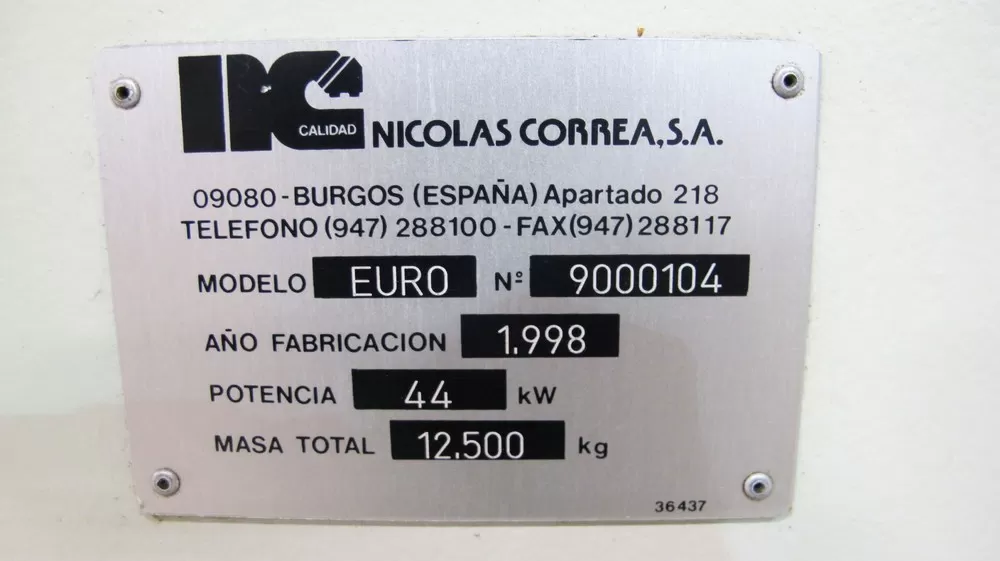 NC
CALIDAD
NICOLAS CORREA, S.A.
09080 - BURGOS (ESPAÑA) Apartado 218
TELEFONO (947) 288100 - FAX (947) 288117
MODELO EURO Nº 9000104
AÑO FABRICACION 1.998
POTENCIA 44 kW
MASA TOTAL 12.500 kg
36437